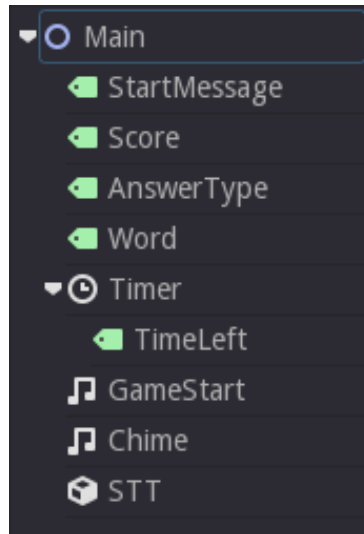 Main
StartMessage
Score
AnswerType
Word
Timer
TimeLeft
GameStart
Chime
STT